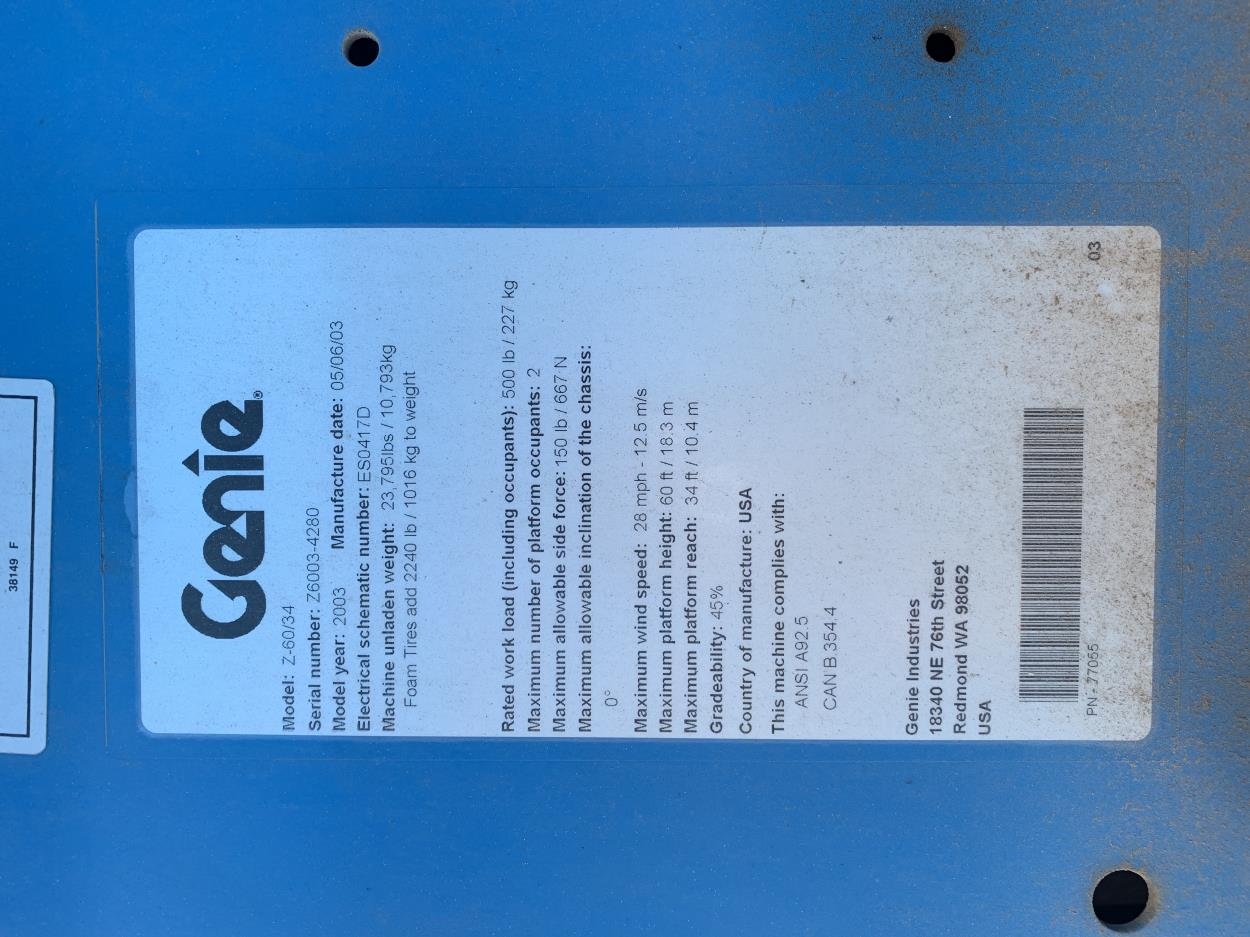 38149 F
Genie®
Model: Z-60/34
Serial number: Z6003-4280
Model year: 2003 Manufacture date: 05/06/03
Electrical schematic number: ES0417D
Machine unladen weight: 23,795lbs / 10,793kg
Foam Tires add 2240 lb / 1016 kg to weight
Rated work load (including occupants): 500 lb / 227 kg
Maximum number of platform occupants: 2
Maximum allowable side force: 150 lb / 667 N
Maximum allowable inclination of the chassis:
0°
Maximum wind speed: 28 mph - 12.5 m/s
Maximum platform height: 60 ft / 18.3 m
Maximum platform reach: 34 ft / 10.4 m
Gradeability: 45%
Country of manufacture: USA
This machine complies with:
ANSI A92.5
CAN B.354.4
Genie Industries
18340 NE 76th Street
Redmond WA 98052
USA
PN - 77055 03